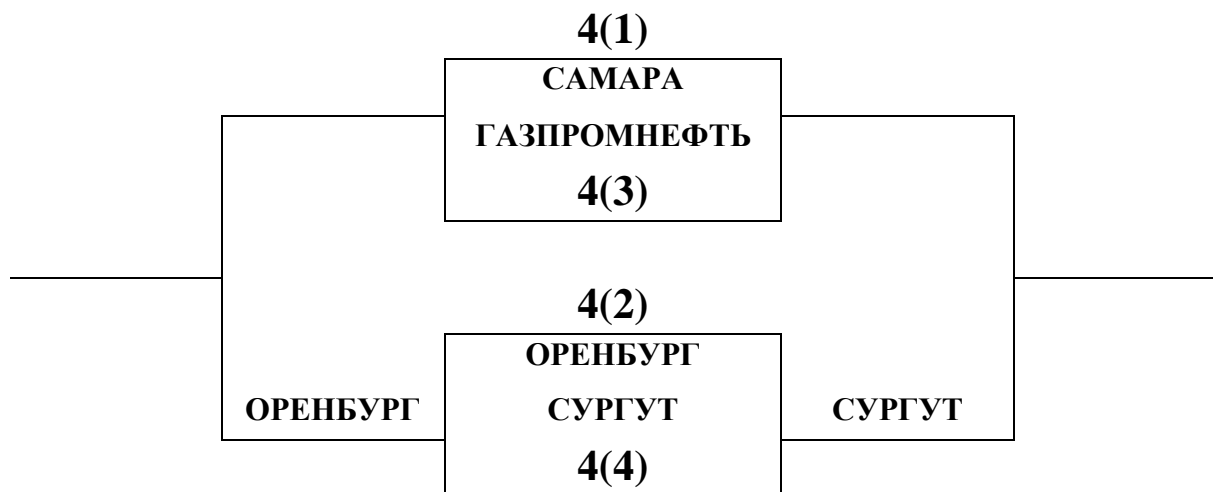 4(1)
САМАРА
ГАЗПРОМНЕФТЬ
4(3)
4(2)
ОРЕНБУРГ
ОРЕНБУРГ СУРГУТ СУРГУТ
4(4)